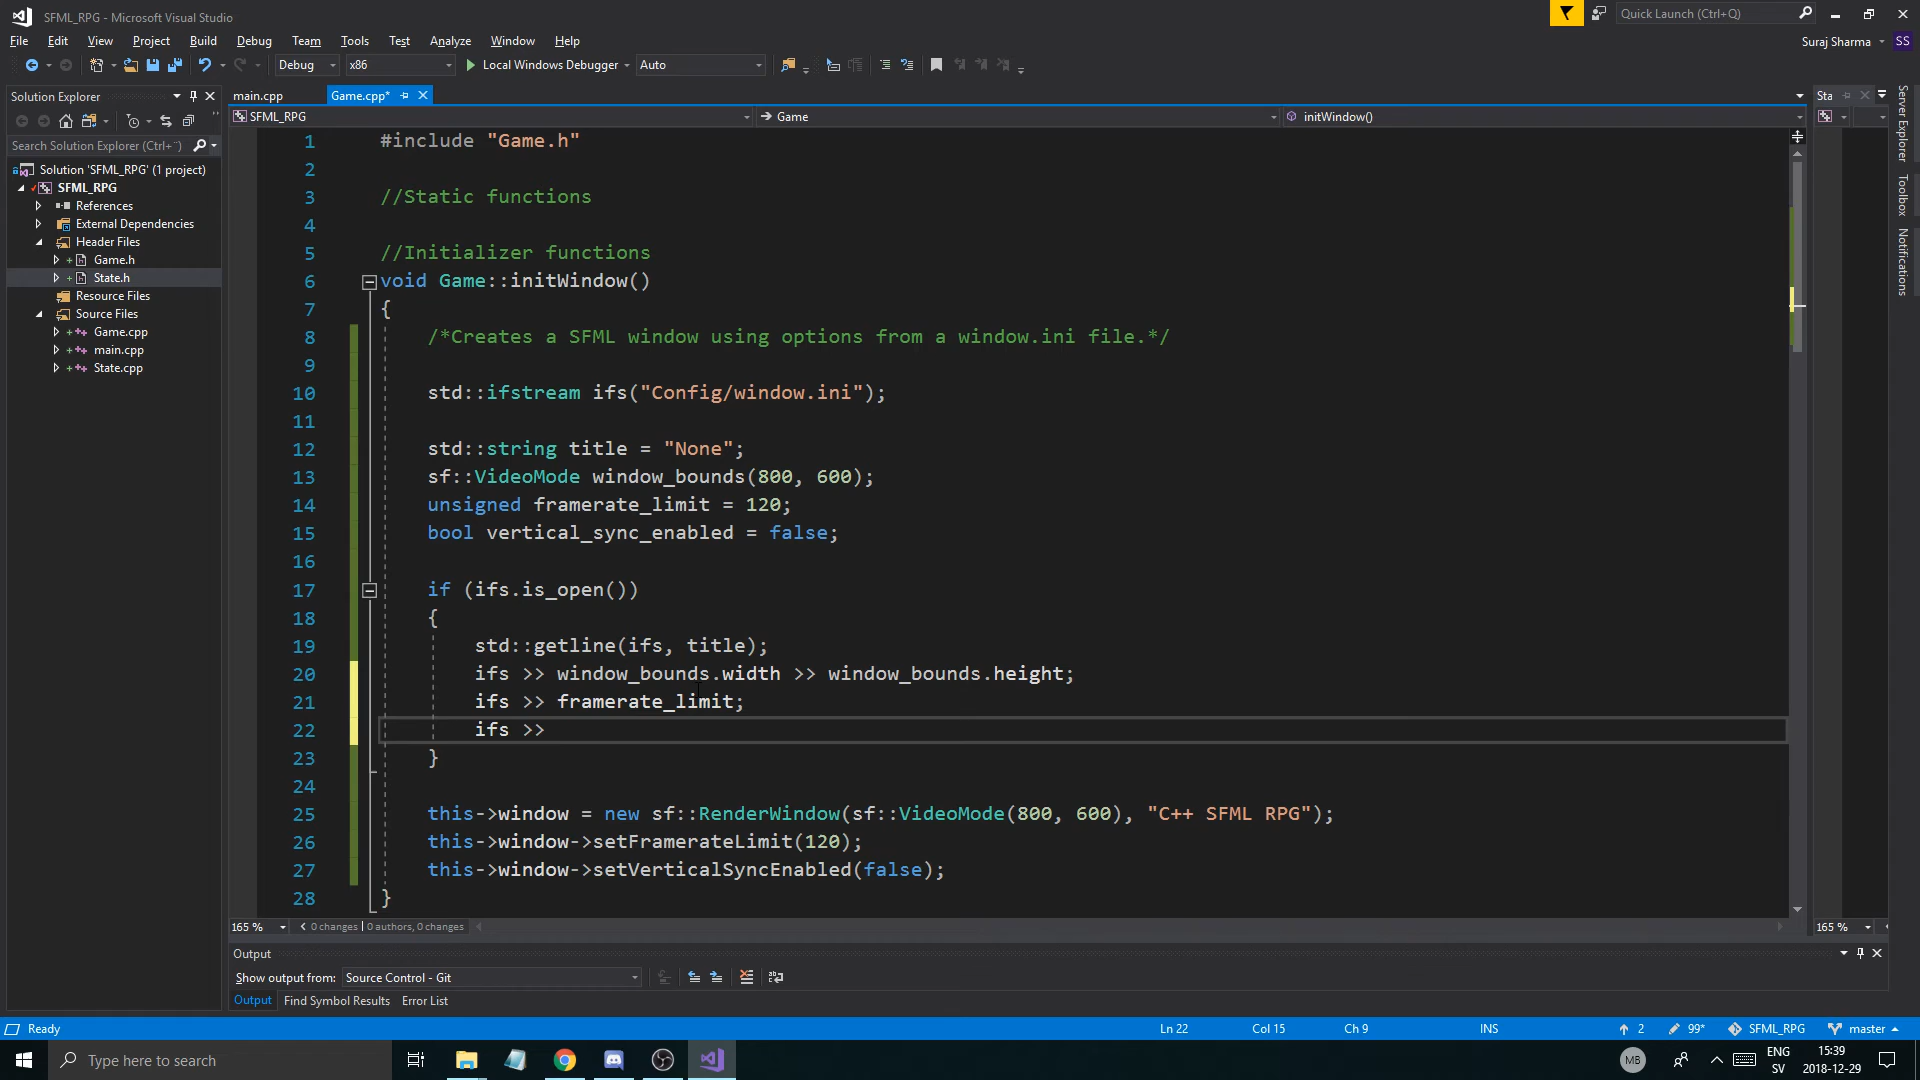 SFML_RPG - Microsoft Visual Studio
Quick Launch (Ctrl+Q)
File Edit View Project Build Debug Team Tools Test Analyze Window Help
Suraj Sharma SS
Debug x86 Local Windows Debugger Auto
Solution Explorer
main.cpp Game.cpp* Sta
SFML_RPG Game initWindow()
Search Solution Explorer (Ctrl+¨)
Solution 'SFML_RPG' (1 project)
SFML_RPG
References
External Dependencies
Header Files
Game.h
State.h
Resource Files
Source Files
Game.cpp
main.cpp
State.cpp
1 #include "Game.h"
2
3 //Static functions
4
5 //Initializer functions
6 void Game::initWindow()
7 {
8 /*Creates a SFML window using options from a window.ini file.*/
9
10 std::ifstream ifs("Config/window.ini");
11
12 std::string title = "None";
13 sf::VideoMode window_bounds(800, 600);
14 unsigned framerate_limit = 120;
15 bool vertical_sync_enabled = false;
16
17 if (ifs.is_open())
18 {
19 std::getline(ifs, title);
20 ifs >> window_bounds.width >> window_bounds.height;
21 ifs >> framerate_limit;
22 ifs >>
23 }
24
25 this->window = new sf::RenderWindow(sf::VideoMode(800, 600), "C++ SFML RPG");
26 this->window->setFramerateLimit(120);
27 this->window->setVerticalSyncEnabled(false);
28 }
Server Explorer
Toolbox
Notifications
165 % 0 changes | 0 authors, 0 changes 165 %
Output
Show output from: Source Control - Git
Output Find Symbol Results Error List
Ready Ln 22 Col 15 Ch 9 INS 2 99* SFML_RPG master
Type here to search
MB
ENG
SV
15:39
2018-12-29